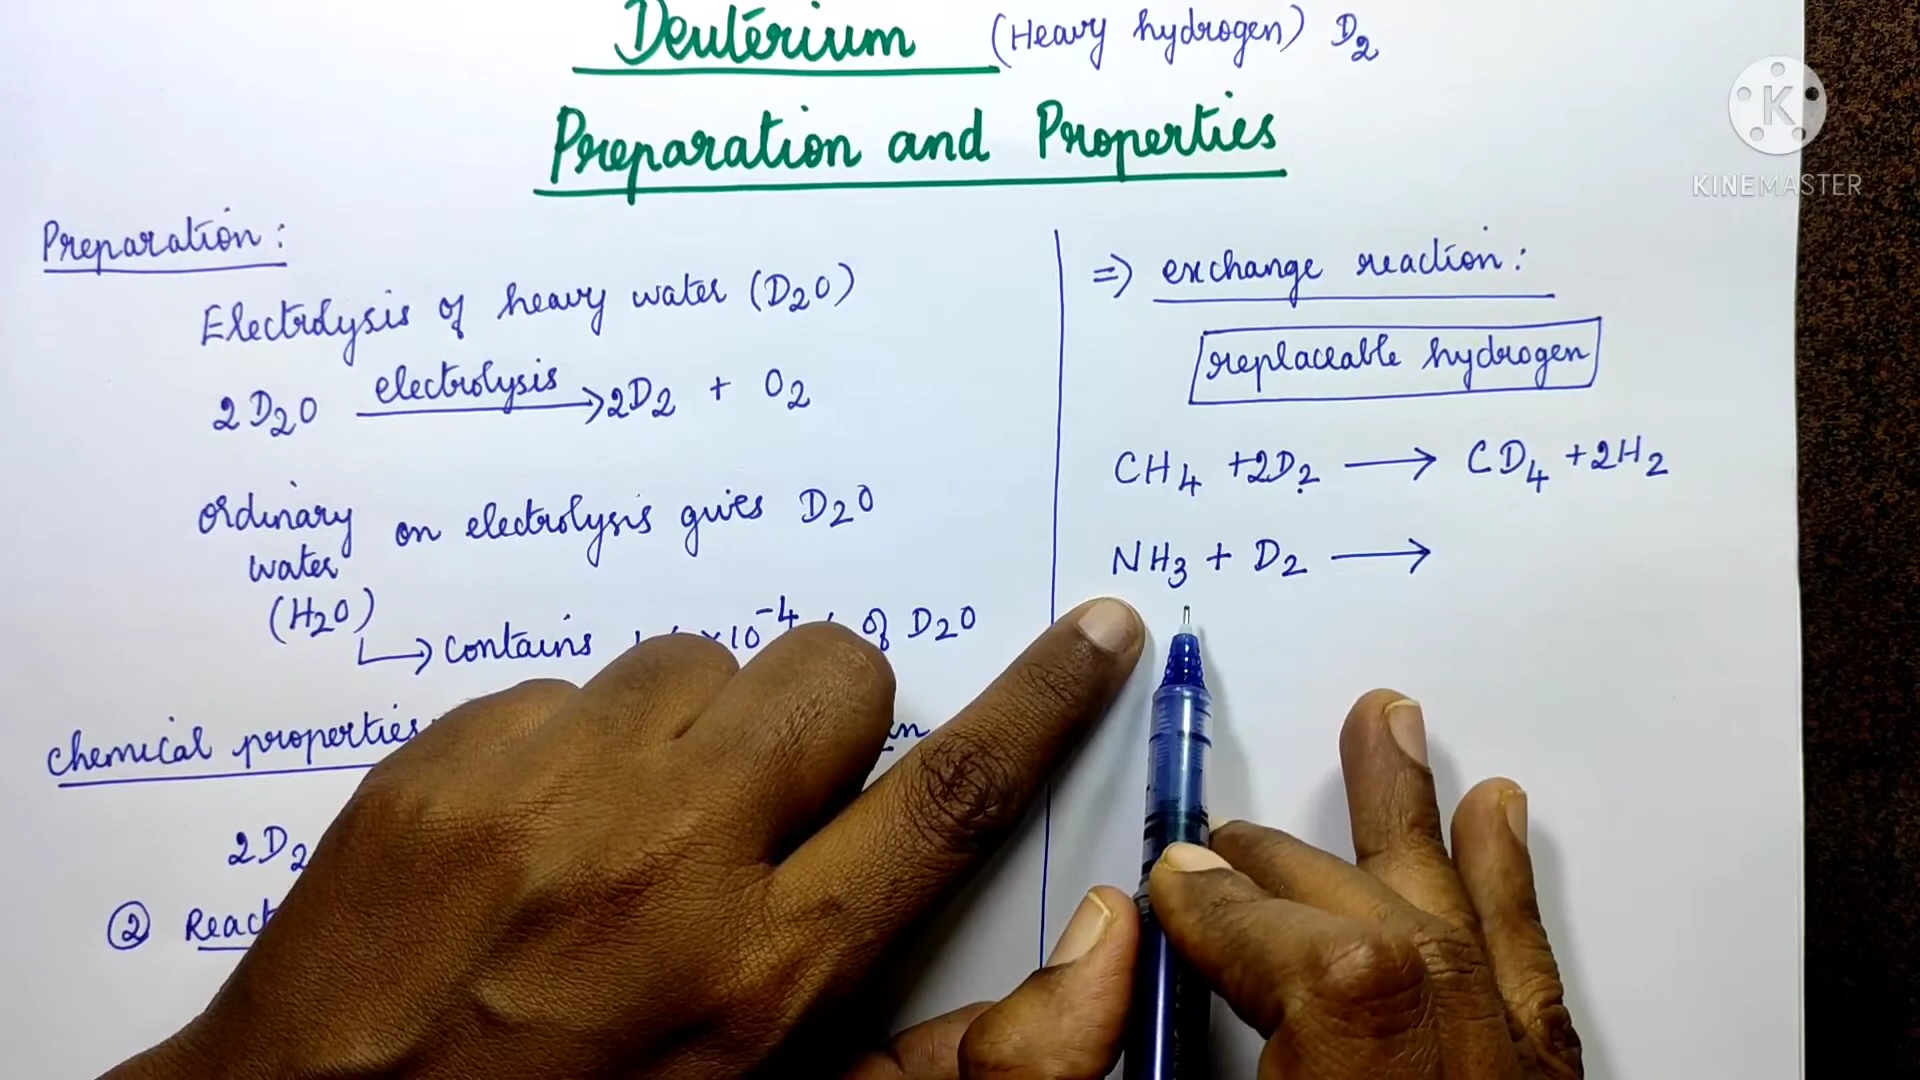 Deuterium (Heavy hydrogen) D2
Preparation and Properties
Preparation:
Electrolysis of heavy water (D2O)
2D2O electrolysis → 2D2 + O2
ordinary water (H2O) on electrolysis gives D2O
↳ contains of D2O
chemical properties
2D2
② React
⇒ exchange reaction:
replaceable hydrogen
CH4 + 2D2 → CD4 + 2H2
NH3 + D2 →
K
KINEMASTER